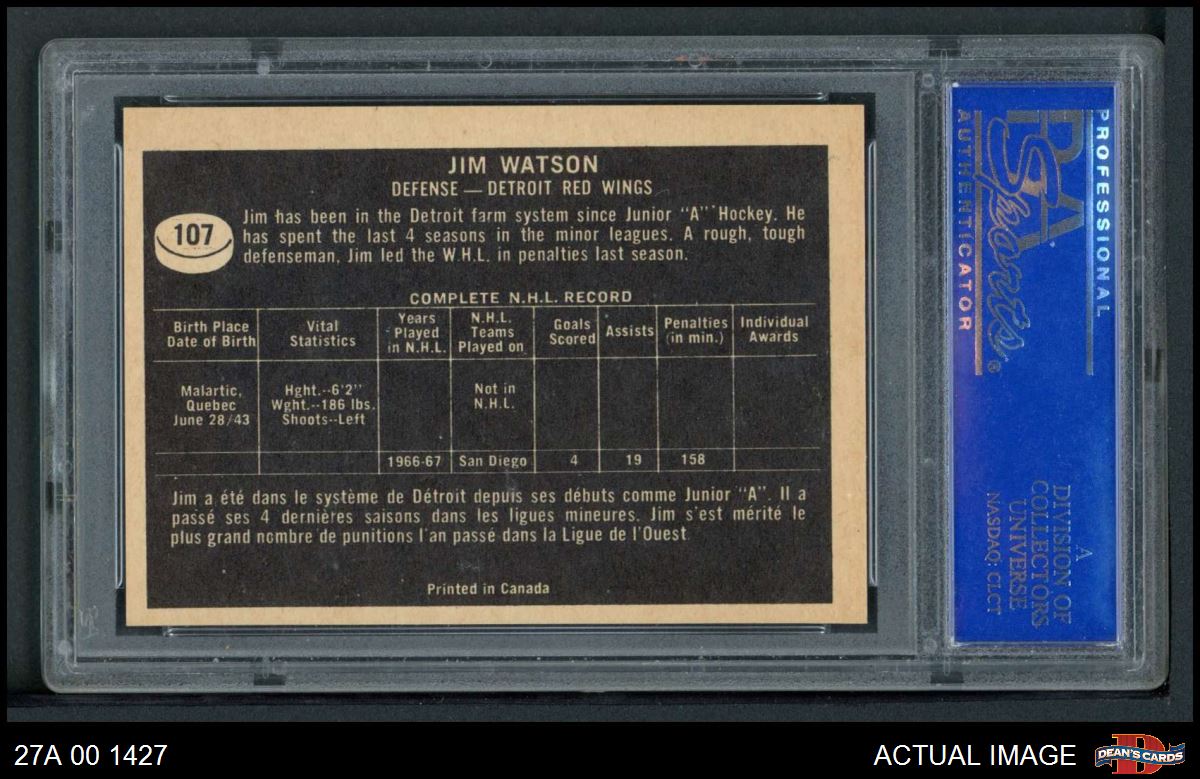 JIM WATSON
DEFENSE — DETROIT RED WINGS
107
Jim has been in the Detroit farm system since Junior "A" Hockey. He
has spent the last 4 seasons in the minor leagues. A rough, tough
defenseman, Jim led the W.H.L. in penalties last season.
COMPLETE N.H.L. RECORD
Birth Place
Date of Birth
Vital
Statistics
Years
Played
in N.H.L.
N.H.L.
Teams
Played on
Goals
Scored
Assists
Penalties
(in min.)
Individual
Awards
Malartic,
Quebec
June 28/43
Hght.--6'2"
Wght.--186 lbs.
Shoots--Left
Not in
N.H.L.
1966-67 San Diego 4 19 158
Jim a été dans le système de Détroit depuis ses débuts comme Junior "A". Il a
passé ses 4 dernières saisons dans les ligues mineures. Jim s'est mérité le
plus grand nombre de punitions l'an passé dans la Ligue de l'Ouest.
Printed in Canada
PROFESSIONAL
PSA
Sports®
AUTHENTICATOR
A
DIVISION OF
COLLECTORS
UNIVERSE
NASDAQ: CLCT
27A 00 1427
ACTUAL IMAGE
DEAN'S CARDS